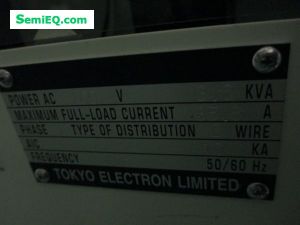 SemiEQ.com
POWER AC V KVA
MAXIMUM FULL-LOAD CURRENT A
PHASE TYPE OF DISTRIBUTION WIRE
AIC KA
FREQUENCY 50/60 Hz
TOKYO ELECTRON LIMITED